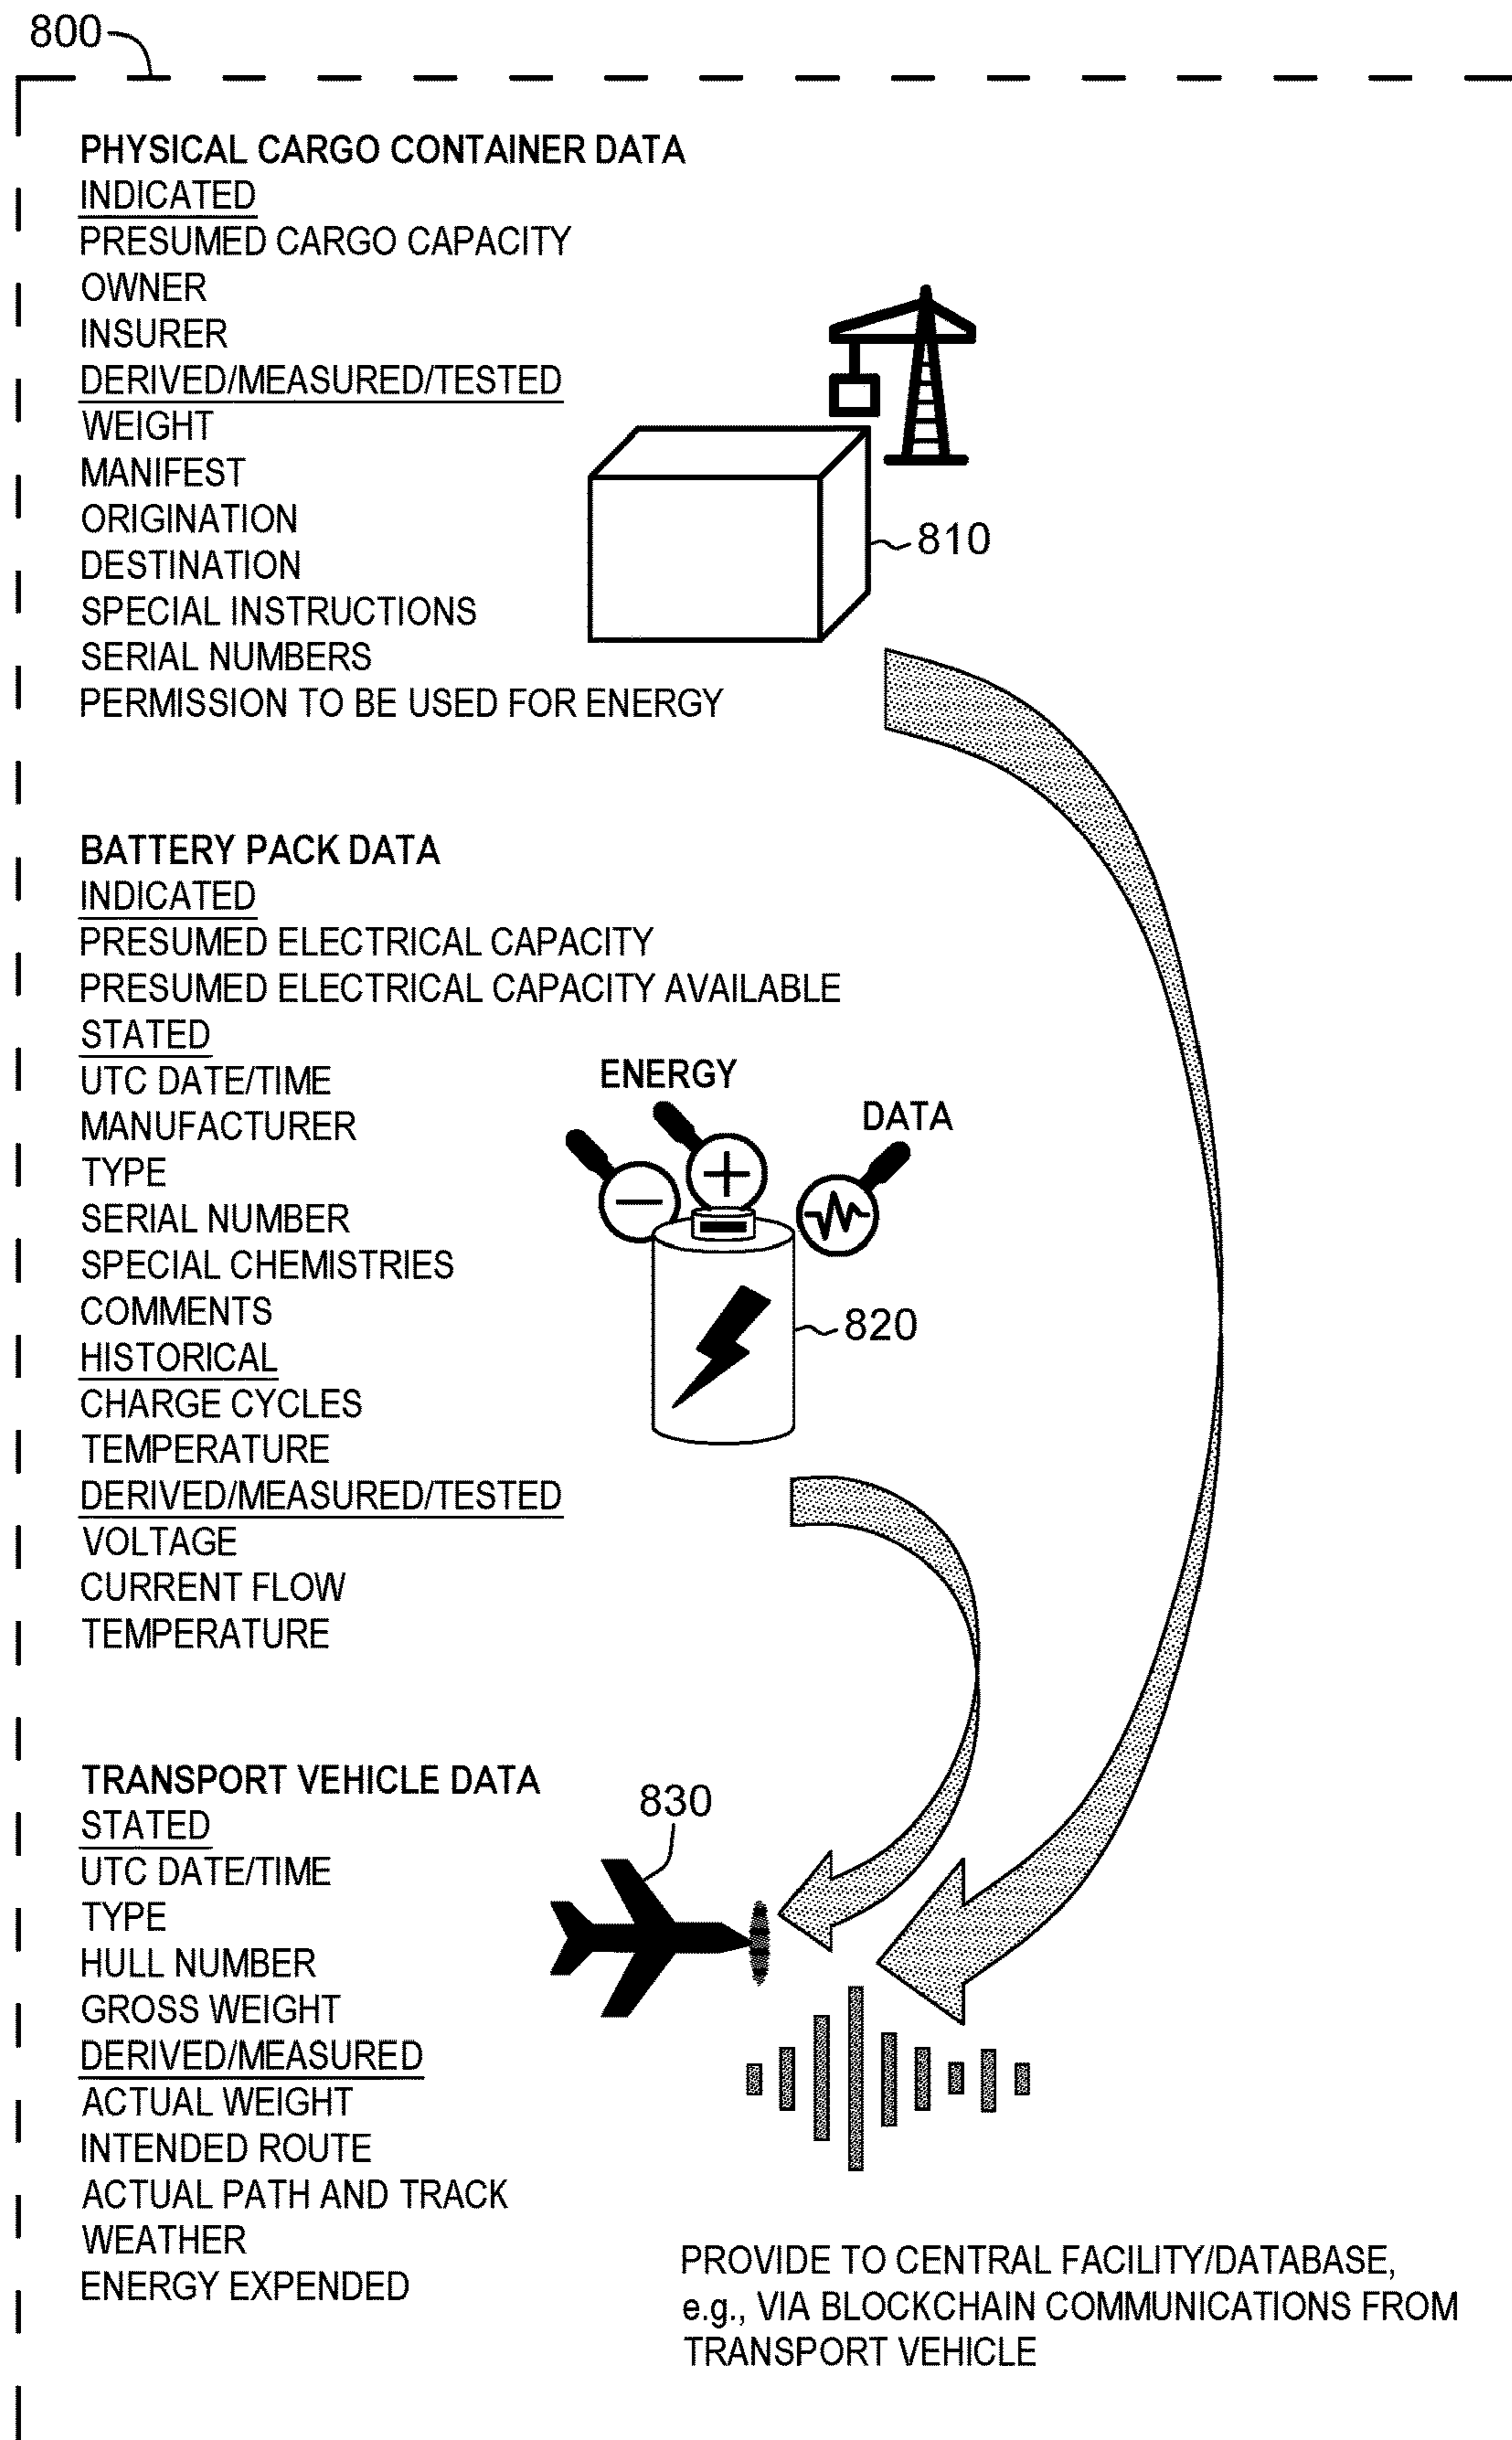 800
PHYSICAL CARGO CONTAINER DATA
INDICATED
PRESUMED CARGO CAPACITY
OWNER
INSURER
DERIVED/MEASURED/TESTED
WEIGHT
MANIFEST
ORIGINATION
DESTINATION
SPECIAL INSTRUCTIONS
SERIAL NUMBERS
PERMISSION TO BE USED FOR ENERGY
810
BATTERY PACK DATA
INDICATED
PRESUMED ELECTRICAL CAPACITY
PRESUMED ELECTRICAL CAPACITY AVAILABLE
STATED
UTC DATE/TIME
MANUFACTURER
TYPE
SERIAL NUMBER
SPECIAL CHEMISTRIES
COMMENTS
HISTORICAL
CHARGE CYCLES
TEMPERATURE
DERIVED/MEASURED/TESTED
VOLTAGE
CURRENT FLOW
TEMPERATURE
ENERGY
DATA
820
TRANSPORT VEHICLE DATA
STATED
UTC DATE/TIME
TYPE
HULL NUMBER
GROSS WEIGHT
DERIVED/MEASURED
ACTUAL WEIGHT
INTENDED ROUTE
ACTUAL PATH AND TRACK
WEATHER
ENERGY EXPENDED
830
PROVIDE TO CENTRAL FACILITY/DATABASE,
e.g., VIA BLOCKCHAIN COMMUNICATIONS FROM
TRANSPORT VEHICLE